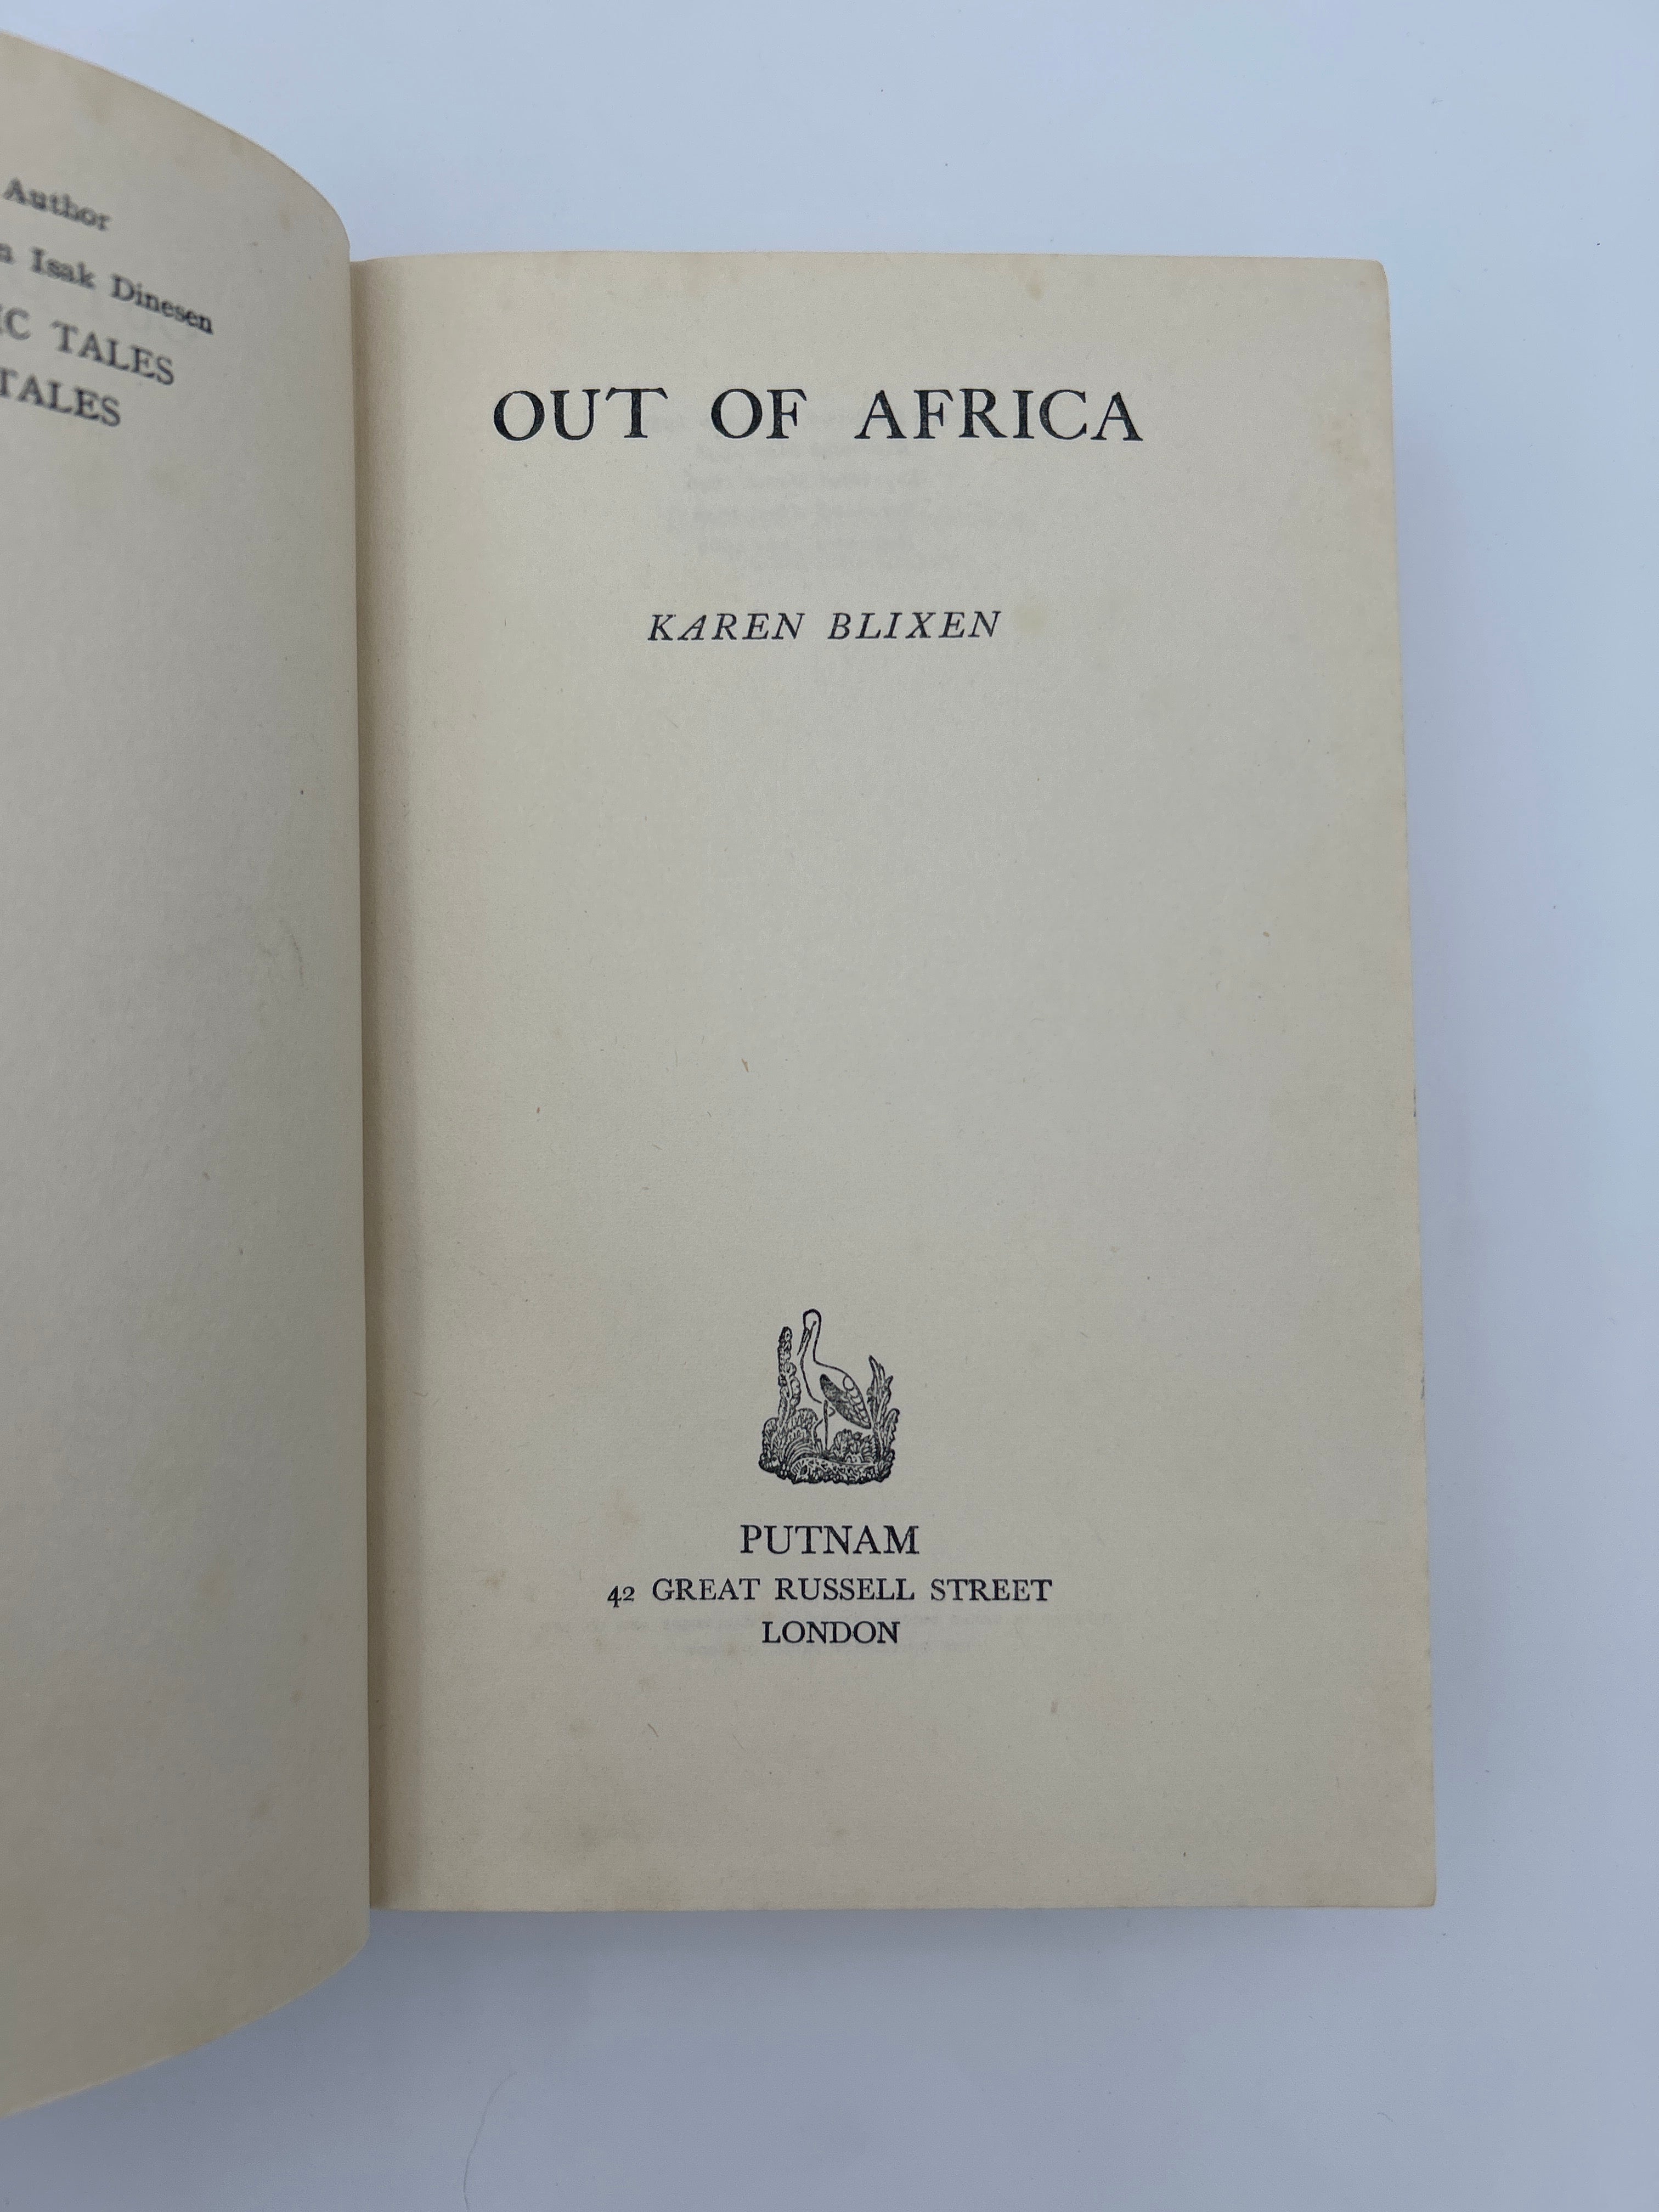 Author
Isak Dinesen
TALES
TALES
OUT OF AFRICA
KAREN BLIXEN
PUTNAM
42 GREAT RUSSELL STREET
LONDON